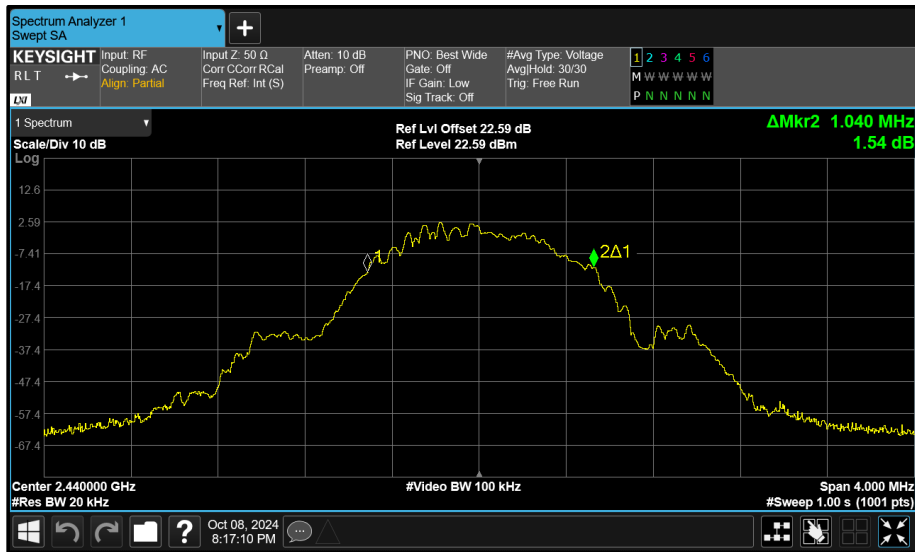 Spectrum Analyzer 1
Swept SA
KEYSIGHT
R L T
LXI
Input: RF
Coupling: AC
Align: Partial
Input Z: 50 Ω
Corr CCorr RCal
Freq Ref: Int (S)
Atten: 10 dB
Preamp: Off
PNO: Best Wide
Gate: Off
IF Gain: Low
Sig Track: Off
#Avg Type: Voltage
Avg|Hold: 30/30
Trig: Free Run
1 2 3 4 5 6
M W W W W W
P N N N N N
1 Spectrum
Scale/Div 10 dB
Log
Ref Lvl Offset 22.59 dB
Ref Level 22.59 dBm
ΔMkr2 1.040 MHz
1.54 dB
12.6
2.59
-7.41
-17.4
-27.4
-37.4
-47.4
-57.4
-67.4
1
2Δ1
Center 2.440000 GHz
#Res BW 20 kHz
#Video BW 100 kHz
Span 4.000 MHz
#Sweep 1.00 s (1001 pts)
?
Oct 08, 2024
8:17:10 PM